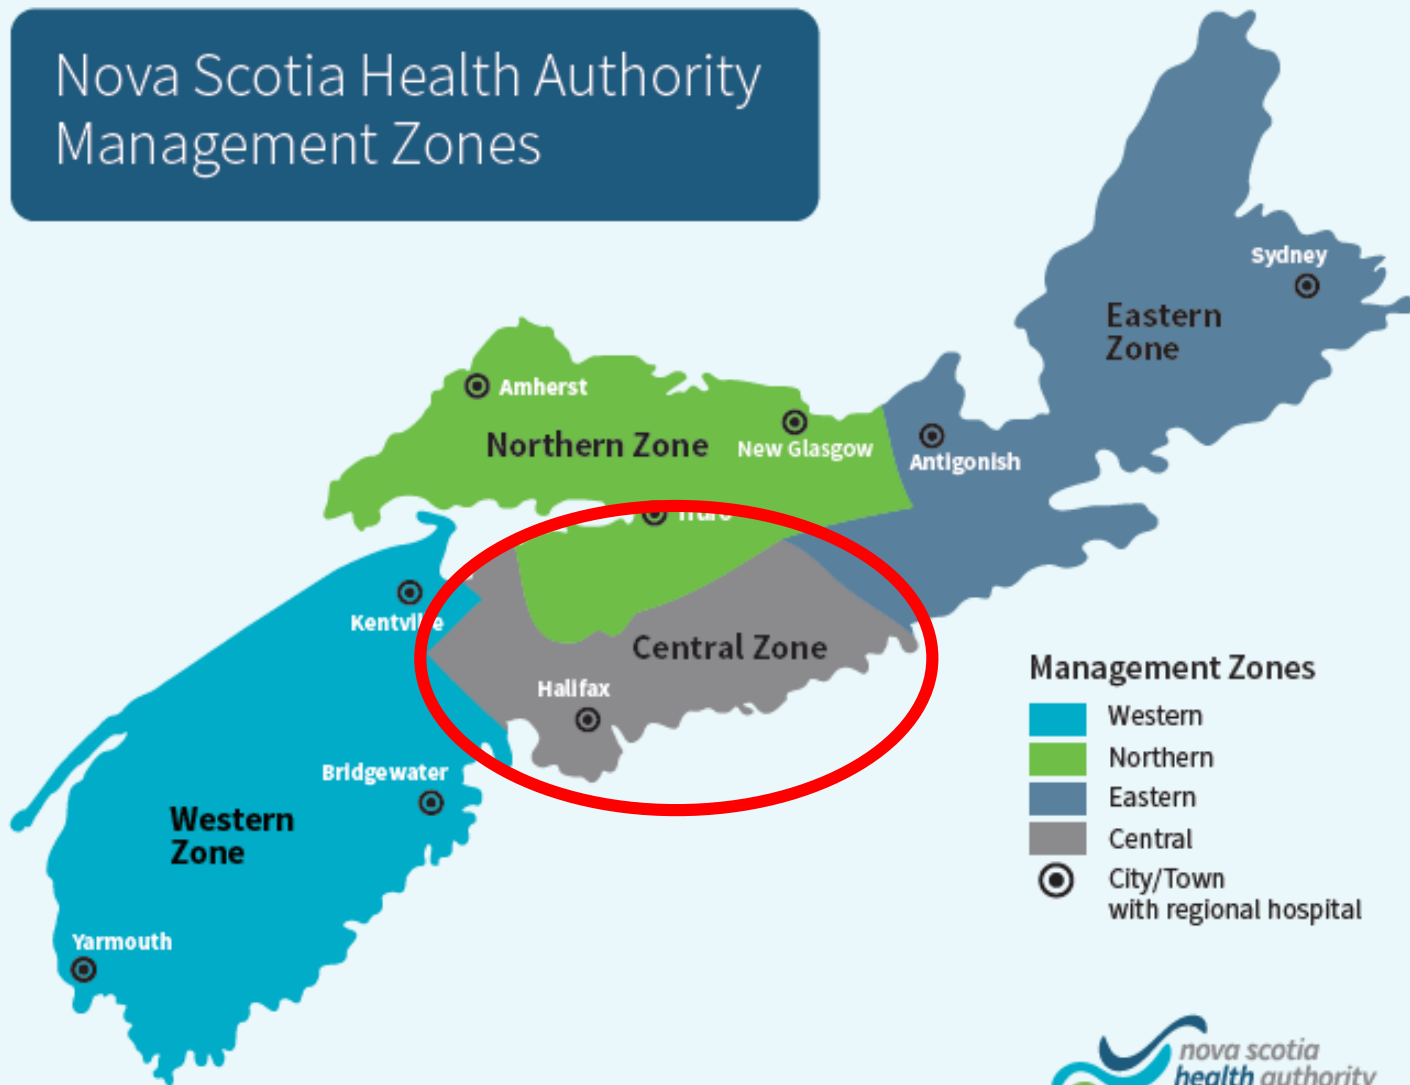 Nova Scotia Health Authority
Management Zones
Sydney
Eastern
Zone
Amherst
Northern Zone
New Glasgow
Antigonish
Truro
Kentville
Central Zone
Halifax
Bridgewater
Western
Zone
Yarmouth
Management Zones
Western
Northern
Eastern
Central
City/Town
with regional hospital
nova scotia
health authority